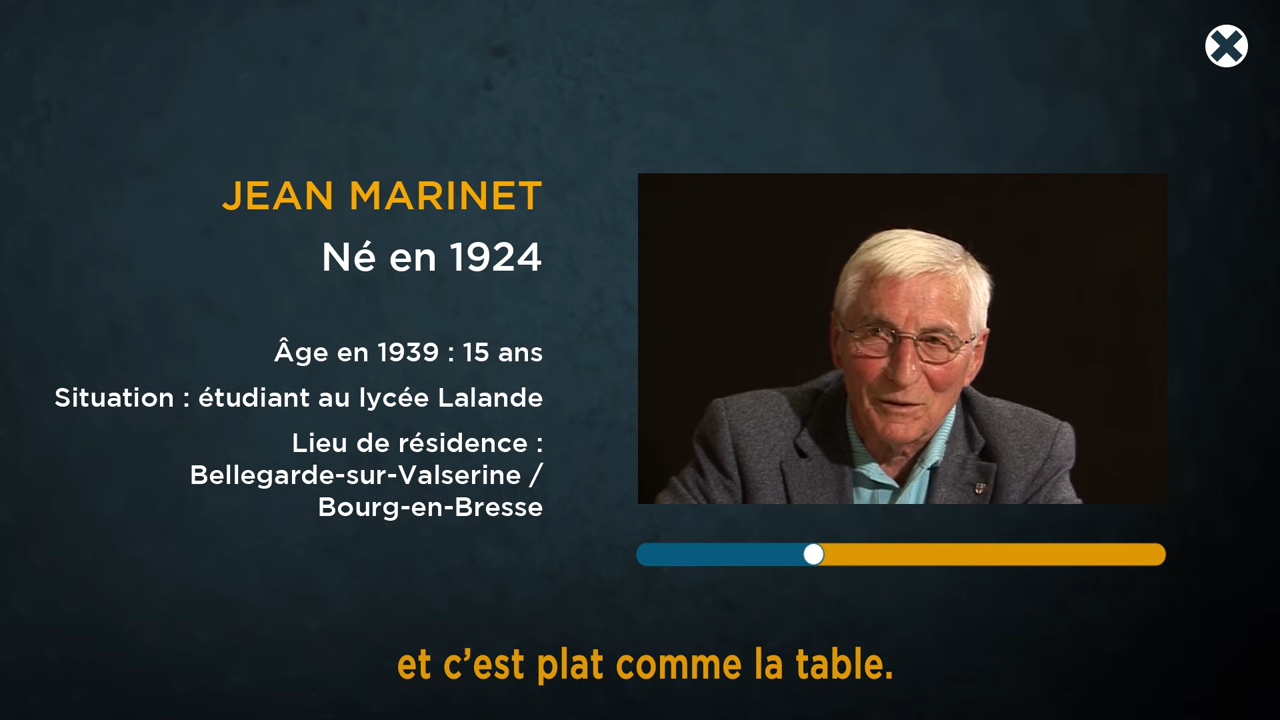 JEAN MARINET
Né en 1924
Âge en 1939 : 15 ans
Situation : étudiant au lycée Lalande
Lieu de résidence :
Bellegarde-sur-Valserine /
Bourg-en-Bresse
et c’est plat comme la table.